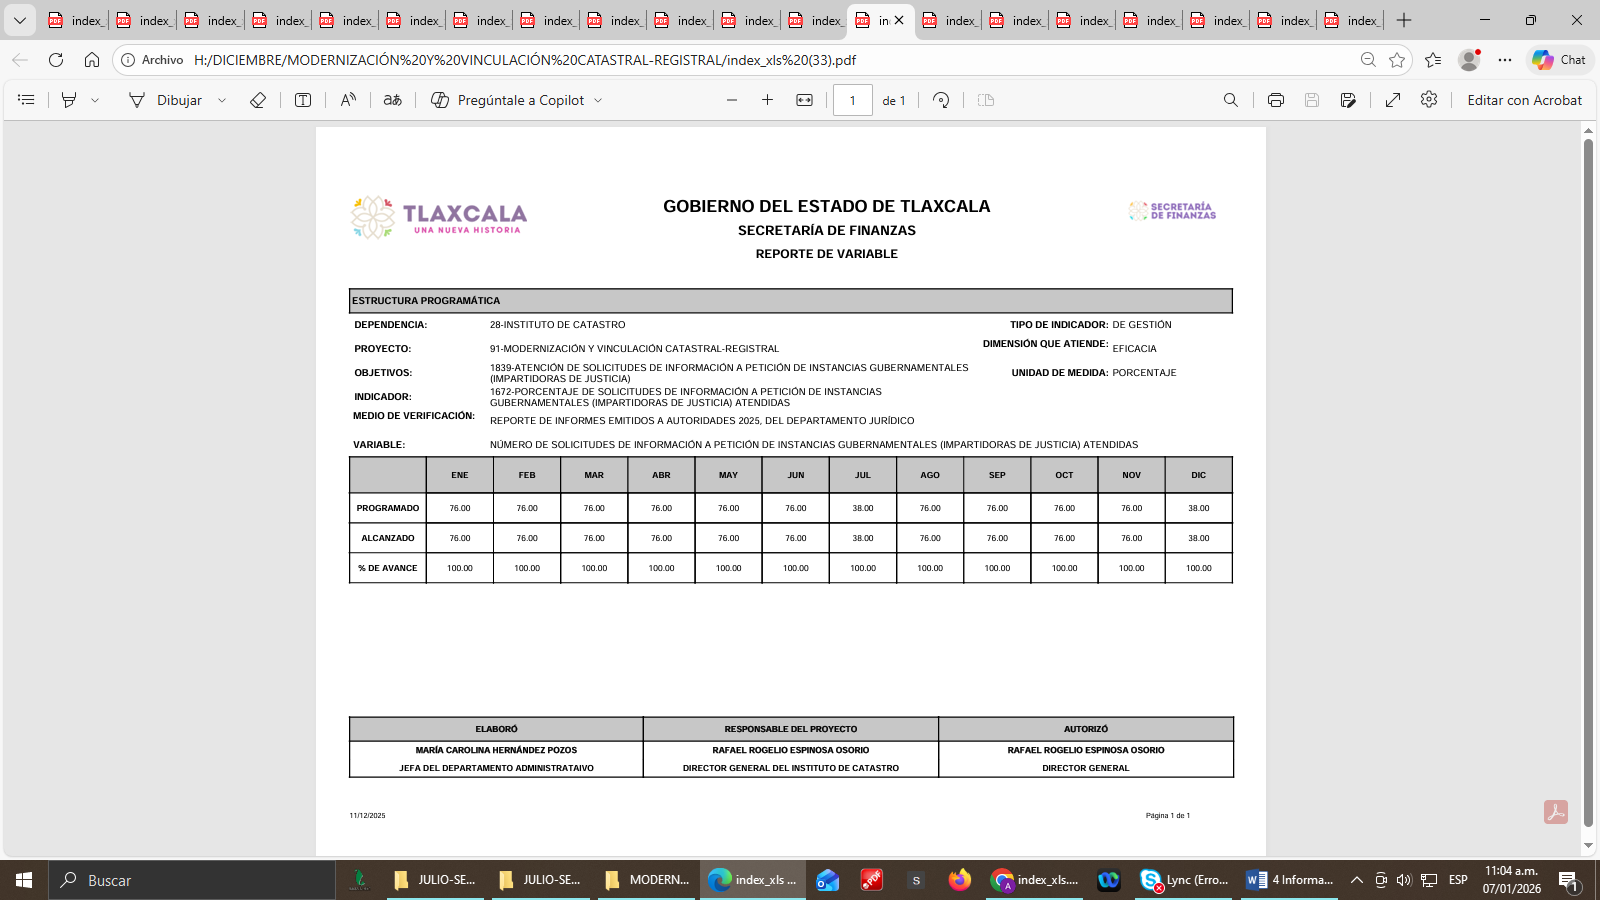 index_ index_ index_ index_ index_ index_ index_ index_ index_ index_ index_ index_ in index_ index_ index_ index_ index_ index_ index_
Archivo H:/DICIEMBRE/MODERNIZACIÓN%20Y%20VINCULACIÓN%20CATASTRAL-REGISTRAL/index_xls%20(33).pdf Chat
Dibujar Pregúntale a Copilot 1 de 1 Editar con Acrobat
TLAXCALA
UNA NUEVA HISTORIA
GOBIERNO DEL ESTADO DE TLAXCALA
SECRETARÍA DE FINANZAS
REPORTE DE VARIABLE
SECRETARÍA
DE FINANZAS
ESTRUCTURA PROGRAMÁTICA
DEPENDENCIA: 28-INSTITUTO DE CATASTRO TIPO DE INDICADOR: DE GESTIÓN
PROYECTO: 91-MODERNIZACIÓN Y VINCULACIÓN CATASTRAL-REGISTRAL DIMENSIÓN QUE ATIENDE: EFICACIA
OBJETIVOS: 1839-ATENCIÓN DE SOLICITUDES DE INFORMACIÓN A PETICIÓN DE INSTANCIAS GUBERNAMENTALES
(IMPARTIDORAS DE JUSTICIA) UNIDAD DE MEDIDA: PORCENTAJE
INDICADOR: 1672-PORCENTAJE DE SOLICITUDES DE INFORMACIÓN A PETICIÓN DE INSTANCIAS
GUBERNAMENTALES (IMPARTIDORAS DE JUSTICIA) ATENDIDAS
MEDIO DE VERIFICACIÓN: REPORTE DE INFORMES EMITIDOS A AUTORIDADES 2025, DEL DEPARTAMENTO JURÍDICO
VARIABLE: NÚMERO DE SOLICITUDES DE INFORMACIÓN A PETICIÓN DE INSTANCIAS GUBERNAMENTALES (IMPARTIDORAS DE JUSTICIA) ATENDIDAS
ENE FEB MAR ABR MAY JUN JUL AGO SEP OCT NOV DIC
PROGRAMADO 76.00 76.00 76.00 76.00 76.00 76.00 38.00 76.00 76.00 76.00 76.00 38.00
ALCANZADO 76.00 76.00 76.00 76.00 76.00 76.00 38.00 76.00 76.00 76.00 76.00 38.00
% DE AVANCE 100.00 100.00 100.00 100.00 100.00 100.00 100.00 100.00 100.00 100.00 100.00 100.00
ELABORÓ RESPONSABLE DEL PROYECTO AUTORIZÓ
MARÍA CAROLINA HERNÁNDEZ POZOS RAFAEL ROGELIO ESPINOSA OSORIO RAFAEL ROGELIO ESPINOSA OSORIO
JEFA DEL DEPARTAMENTO ADMINISTRATAIVO DIRECTOR GENERAL DEL INSTITUTO DE CATASTRO DIRECTOR GENERAL
11/12/2025 Página 1 de 1
Buscar JULIO-SE... JULIO-SE... MODERN... index_xls ... index_xls.... Lync (Erro... 4 Informa... ESP 11:04 a.m.
07/01/2026 1